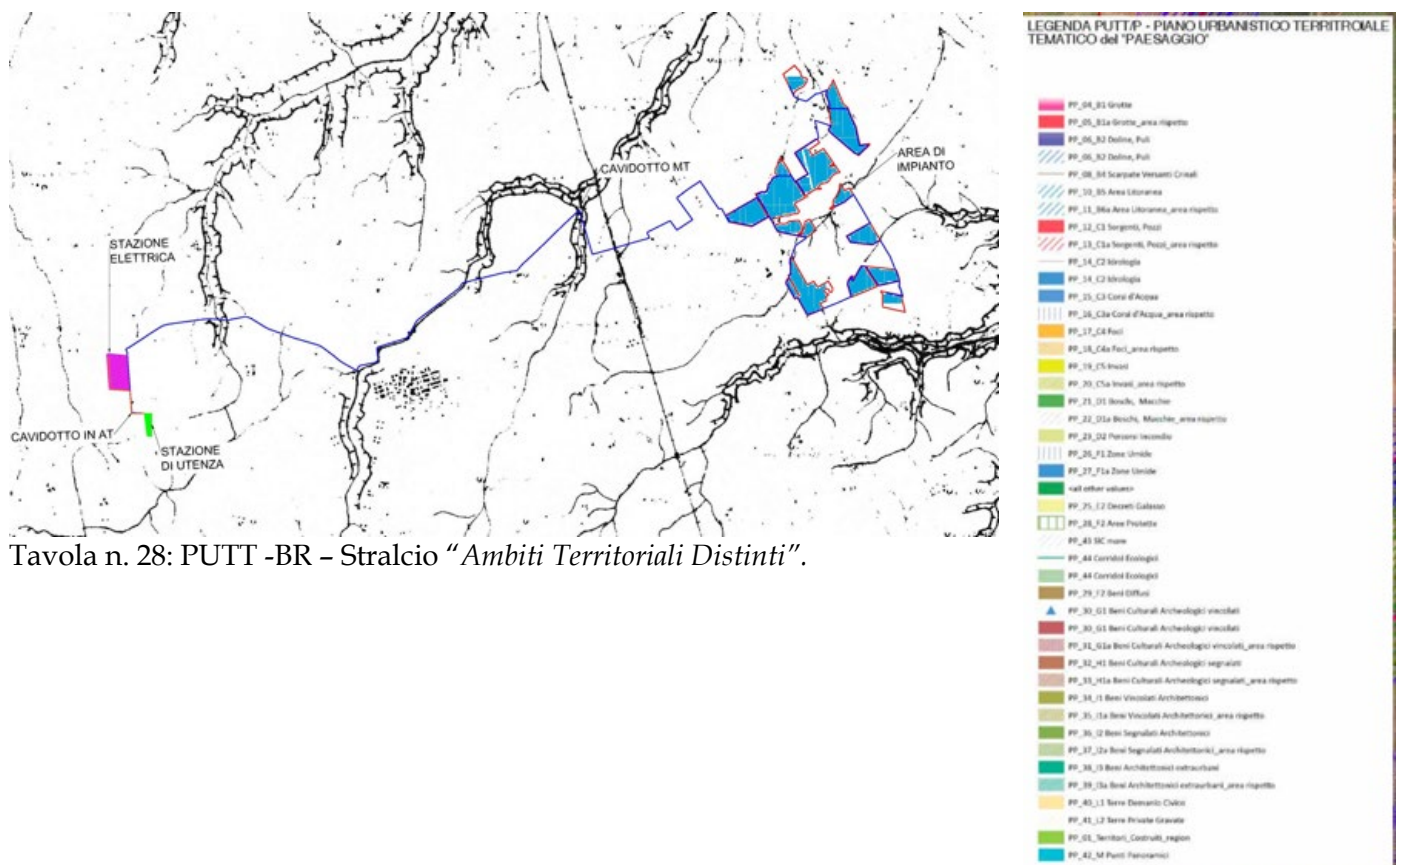 CAVIDOTTO MT
AREA DI
IMPIANTO
STAZIONE
ELETTRICA
CAVIDOTTO IN AT
STAZIONE
DI UTENZA
Tavola n. 28: PUTT -BR – Stralcio “Ambiti Territoriali Distinti”.
LEGENDA PUTT/P - PIANO URBANISTICO TERRITROIALE
TEMATICO del "PAESAGGIO"
PP_04_B1 Grotte
PP_05_B1a Grotte_area rispetto
PP_06_B2 Doline, Puli
PP_06_B2 Doline, Puli
PP_08_B4 Scarpate Versanti Crinali
PP_10_B5 Area Litoranea
PP_11_B6a Area Litoranea_area rispetto
PP_12_C1 Sorgenti, Pozzi
PP_13_C1a Sorgenti, Pozzi_area rispetto
PP_14_C2 Idrologia
PP_14_C2 Idrologia
PP_15_C3 Corsi d'Acqua
PP_16_C3a Corsi d'Acqua_area rispetto
PP_17_C4 Foci
PP_18_C4a Foci_area rispetto
PP_19_C5 Invasi
PP_20_C5a Invasi_area rispetto
PP_21_D1 Boschi, Macchie
PP_22_D1a Boschi, Macchie_area rispetto
PP_23_D2 Percorsi Incendio
PP_26_F1 Zone Umide
PP_27_F1a Zone Umide
<all other values>
PP_25_E2 Decreti Galasso
PP_28_F2 Aree Protette
PP_43 SIC mare
PP_44 Corridoi Ecologici
PP_44 Corridoi Ecologici
PP_29_F2 Beni Diffusi
PP_30_G1 Beni Culturali Archeologici vincolati
PP_30_G1 Beni Culturali Archeologici vincolati
PP_31_G1a Beni Culturali Archeologici vincolati_area rispetto
PP_32_H1 Beni Culturali Archeologici segnalati
PP_33_H1a Beni Culturali Archeologici segnalati_area rispetto
PP_34_I1 Beni Vincolati Architettonici
PP_35_I1a Beni Vincolati Architettonici_area rispetto
PP_36_I2 Beni Segnalati Architettonici
PP_37_I2a Beni Segnalati Architettonici_area rispetto
PP_38_I3 Beni Architettonici extraurbani
PP_39_I3a Beni Architettonici extraurbani_area rispetto
PP_40_L1 Terre Demanio Civico
PP_41_L2 Terre Private Gravate
PP_01_Territori_Costruiti_region
PP_42_M Punti Panoramici